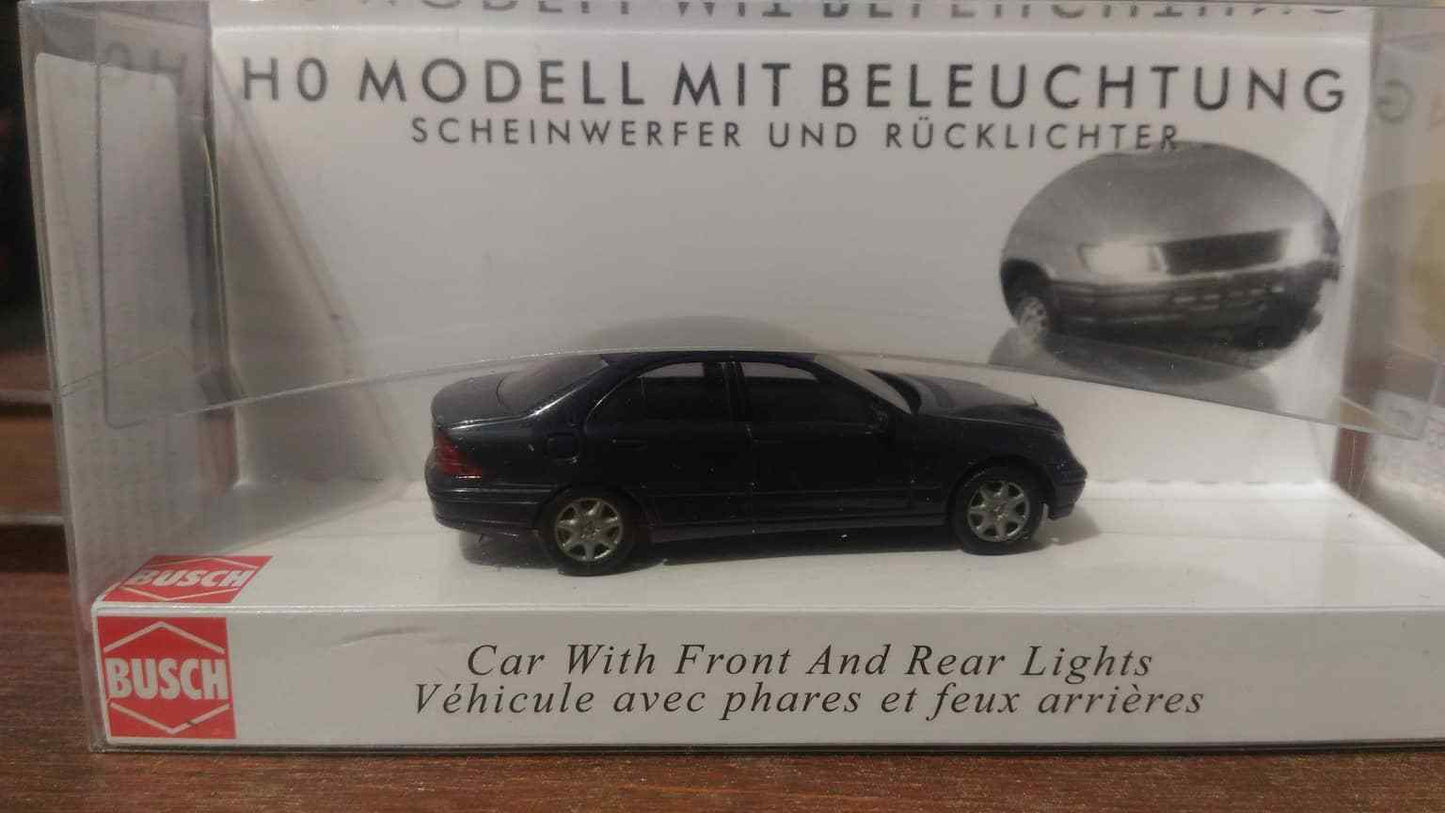 H0 MODELL MIT BELEUCHTUNG
SCHEINWERFER UND RÜCKLICHTER
BUSCH
BUSCH
Car With Front And Rear Lights
Véhicule avec phares et feux arrières